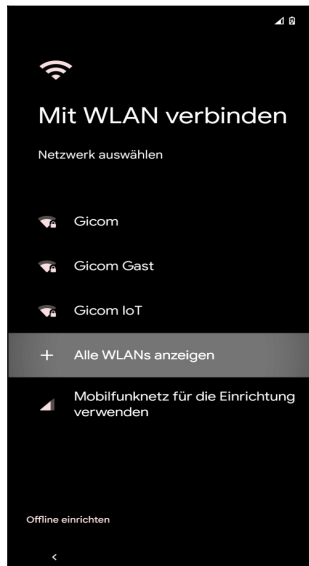 Mit WLAN verbinden
Netzwerk auswählen
Gicom
Gicom Gast
Gicom IoT
Alle WLANs anzeigen
Mobilfunknetz für die Einrichtung
verwenden
Offline einrichten